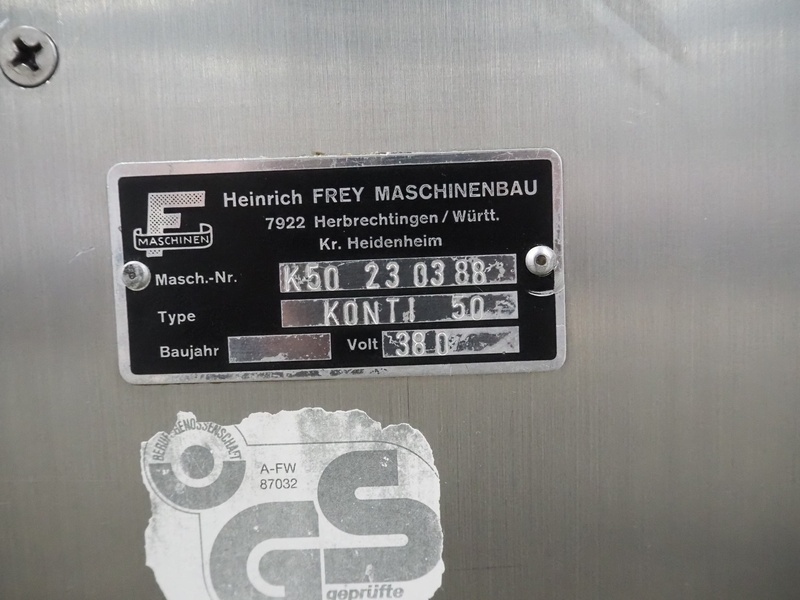 F
MASCHINEN
Heinrich FREY MASCHINENBAU
7922 Herbrechtingen/Württ.
Kr. Heidenheim
Masch.-Nr. K50 23 03 88
Type KONTI 50
Baujahr Volt 380
BERUFSGENOSSENSCHAFT
A-FW
87032
GS
geprüfte